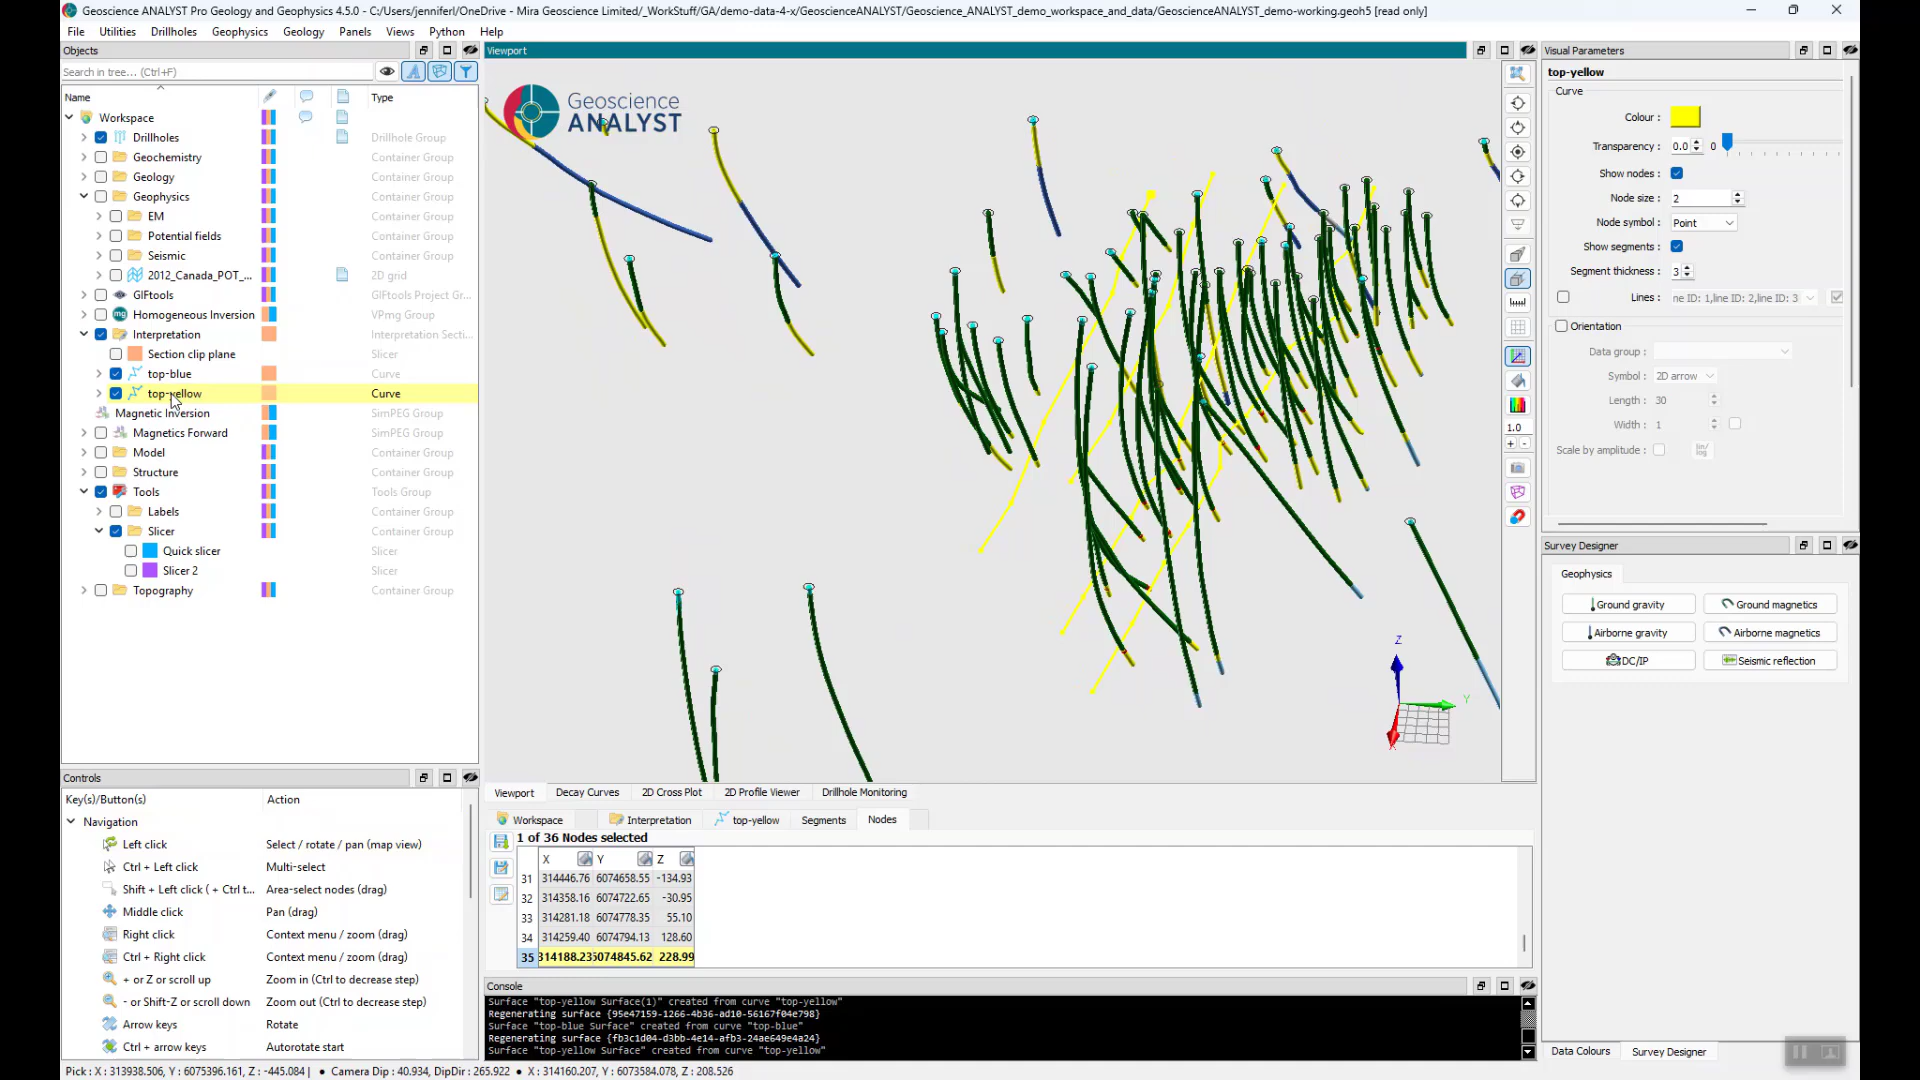 Geoscience ANALYST Pro Geology and Geophysics 4.5.0 - C:/Users/jenniferl/OneDrive - Mira Geoscience Limited/_WorkStuff/GA/demo-data-4-x/GeoscienceANALYST/Geoscience_ANALYST_demo_workspace_and_data/GeoscienceANALYST_demo-working.geoh5 [read only]
File Utilities Drillholes Geophysics Geology Panels Views Python Help
Objects
Search in tree... (Ctrl+F)
Name Type
Workspace
Drillholes Drillhole Group
Geochemistry Container Group
Geology Container Group
Geophysics Container Group
EM Container Group
Potential fields Container Group
Seismic Container Group
2012_Canada_POT_... 2D grid
GIFtools GIFtools Project Gr...
Homogeneous Inversion VPmg Group
Interpretation Interpretation Secti...
Section clip plane Slicer
top-blue Curve
top-yellow Curve
Magnetic Inversion SimPEG Group
Magnetics Forward SimPEG Group
Model Container Group
Structure Container Group
Tools Tools Group
Labels Container Group
Slicer Container Group
Quick slicer Slicer
Slicer 2 Slicer
Topography Container Group
Controls
Key(s)/Button(s) Action
Navigation
Left click Select / rotate / pan (map view)
Ctrl + Left click Multi-select
Shift + Left click ( + Ctrl t... Area-select nodes (drag)
Middle click Pan (drag)
Right click Context menu / zoom (drag)
Ctrl + Right click Context menu / zoom (drag)
+ or Z or scroll up Zoom in (Ctrl to decrease step)
- or Shift-Z or scroll down Zoom out (Ctrl to decrease step)
Arrow keys Rotate
Ctrl + arrow keys Autorotate start
Viewport
Geoscience
ANALYST
Z
Y
X
1.0
+ -
Viewport Decay Curves 2D Cross Plot 2D Profile Viewer Drillhole Monitoring
Workspace Interpretation top-yellow Segments Nodes
1 of 36 Nodes selected
X Y Z
31 314446.76 6074658.55 -134.93
32 314358.16 6074722.65 -30.95
33 314281.18 6074778.35 55.10
34 314259.40 6074794.13 128.60
35 314188.23 6074845.62 228.99
Console
Surface "top-yellow Surface(1)" created from curve "top-yellow"
Regenerating surface {95e47159-1266-4b36-ad10-56167f04e798}
Surface "top-blue Surface" created from curve "top-blue"
Regenerating surface {fb3c1d04-d3bb-4e14-afb3-24ae649e4a24}
Surface "top-yellow Surface" created from curve "top-yellow"
Visual Parameters
top-yellow
Curve
Colour :
Transparency : 0.0 0
Show nodes :
Node size : 2
Node symbol : Point
Show segments :
Segment thickness : 3
Lines : ne ID: 1,line ID: 2,line ID: 3
Orientation
Data group :
Symbol : 2D arrow
Length : 30
Width : 1
Scale by amplitude : lin/log
Survey Designer
Geophysics
Ground gravity Ground magnetics
Airborne gravity Airborne magnetics
DC/IP Seismic reflection
Data Colours Survey Designer
Pick : X : 313938.506, Y : 6075396.161, Z : -445.084 | ● Camera Dip : 40.934, DipDir : 265.922 ● X : 314160.207, Y : 6073584.078, Z : 208.526